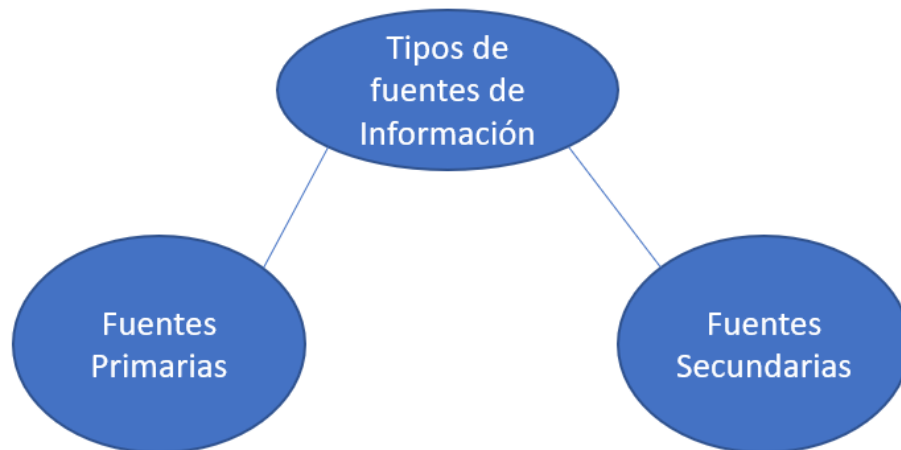 Tipos de
fuentes de
Información
Fuentes
Primarias
Fuentes
Secundarias